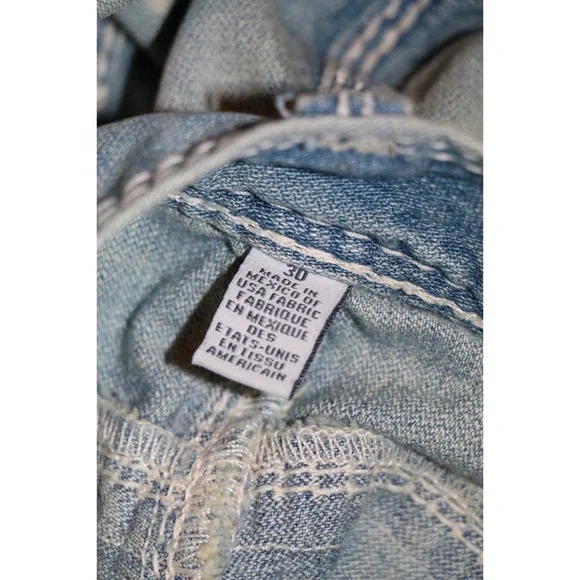 30
MADE IN
MEXICO OF
USA FABRIC
FABRIQUE
EN MEXIQUE
DES
ETATS-UNIS
EN TISSU
AMERICAIN